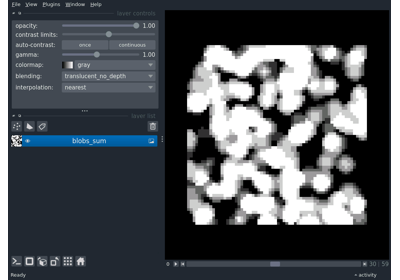 File View Plugins Window Help
layer controls
opacity: 1.00
contrast limits:
auto-contrast: once continuous
gamma: 1.00
colormap: gray
blending: translucent_no_depth
interpolation: nearest
layer list
blobs_sum
30 59
Ready
activity